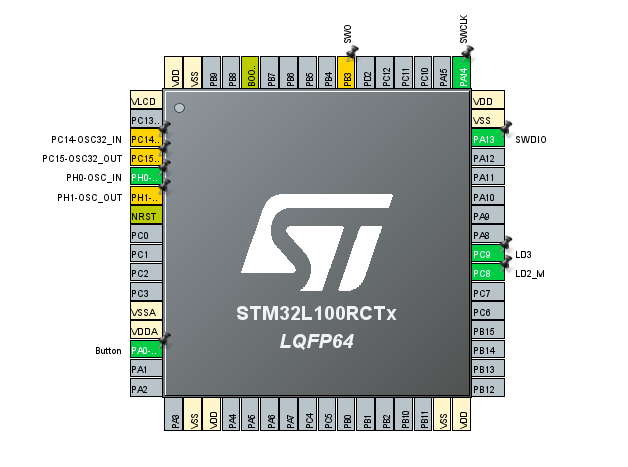 SWO
SWCLK
VDD
VSS
PB9
PB8
BOO..
PB7
PB6
PB5
PB4
PB3
PD2
PC12
PC11
PC10
PA15
PA14
VLCD
PC13..
PC14-OSC32_IN PC14..
PC15-OSC32_OUT PC15..
PH0-OSC_IN PH0-..
PH1-OSC_OUT PH1-..
NRST
PC0
PC1
PC2
PC3
VSSA
VDDA
Button PA0-..
PA1
PA2
STM32L100RCTx
LQFP64
VDD
VSS
PA13 SWDIO
PA12
PA11
PA10
PA9
PA8
PC9 LD3
PC8 LD2_M
PC7
PC6
PB15
PB14
PB13
PB12
PA3
VSS
VDD
PA4
PA5
PA6
PA7
PC4
PC5
PB0
PB1
PB2
PB10
PB11
VSS
VDD